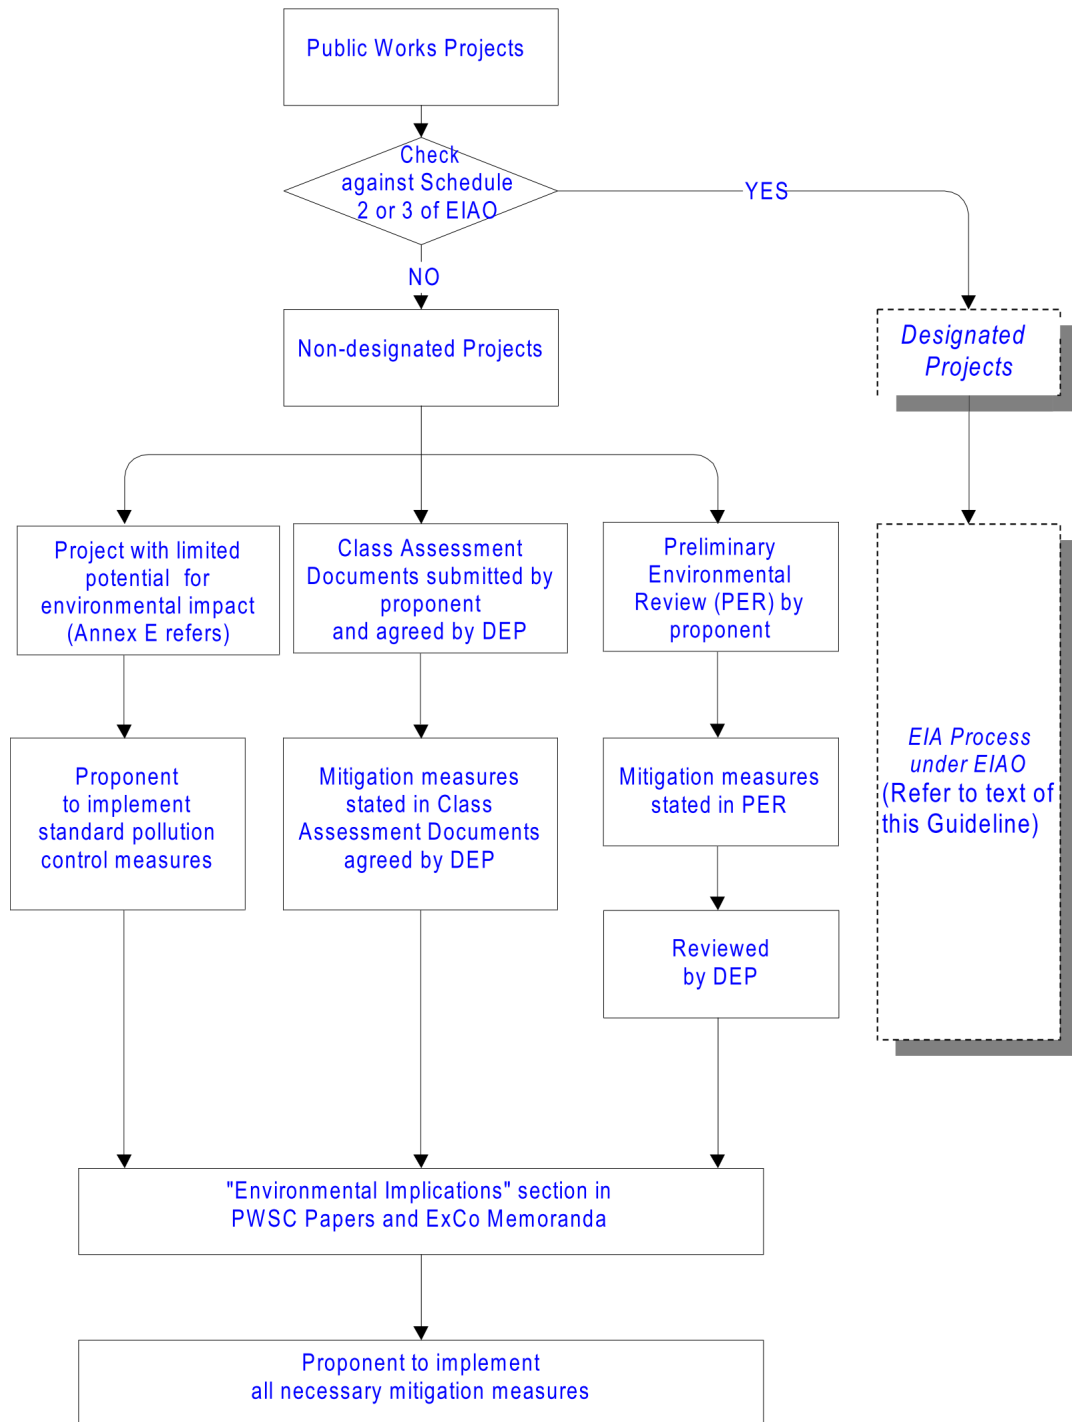 Public Works Projects
Check
against Schedule
2 or 3 of EIAO
YES
NO
Non-designated Projects
Designated
Projects
Project with limited
potential for
environmental impact
(Annex E refers)
Class Assessment
Documents submitted by
proponent
and agreed by DEP
Preliminary
Environmental
Review (PER) by
proponent
Proponent
to implement
standard pollution
control measures
Mitigation measures
stated in Class
Assessment Documents
agreed by DEP
Mitigation measures
stated in PER
EIA Process
under EIAO
(Refer to text of
this Guideline)
Reviewed
by DEP
"Environmental Implications" section in
PWSC Papers and ExCo Memoranda
Proponent to implement
all necessary mitigation measures